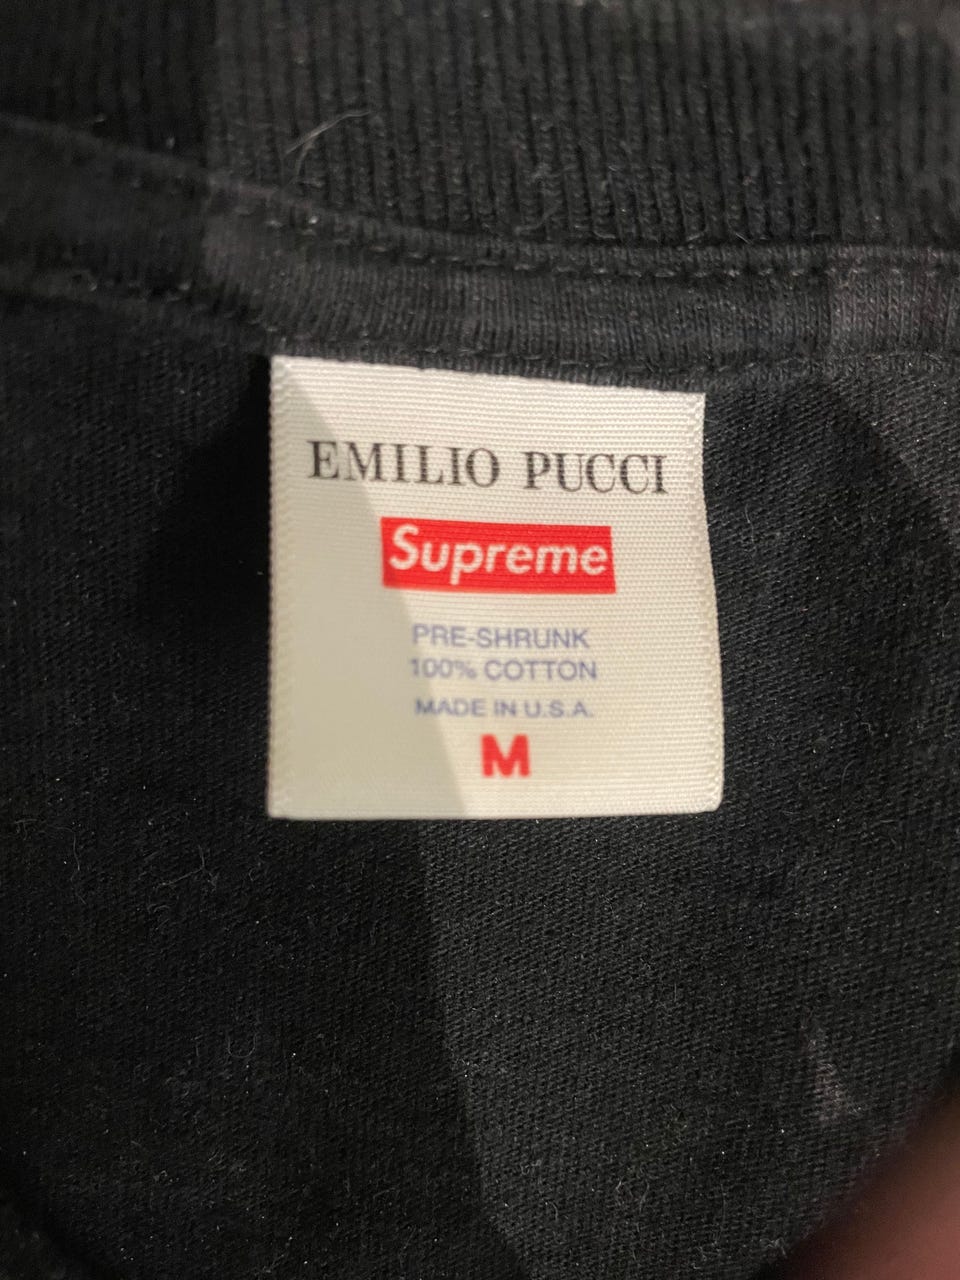 EMILIO PUCCI
Supreme
PRE-SHRUNK
100% COTTON
MADE IN U.S.A.
M